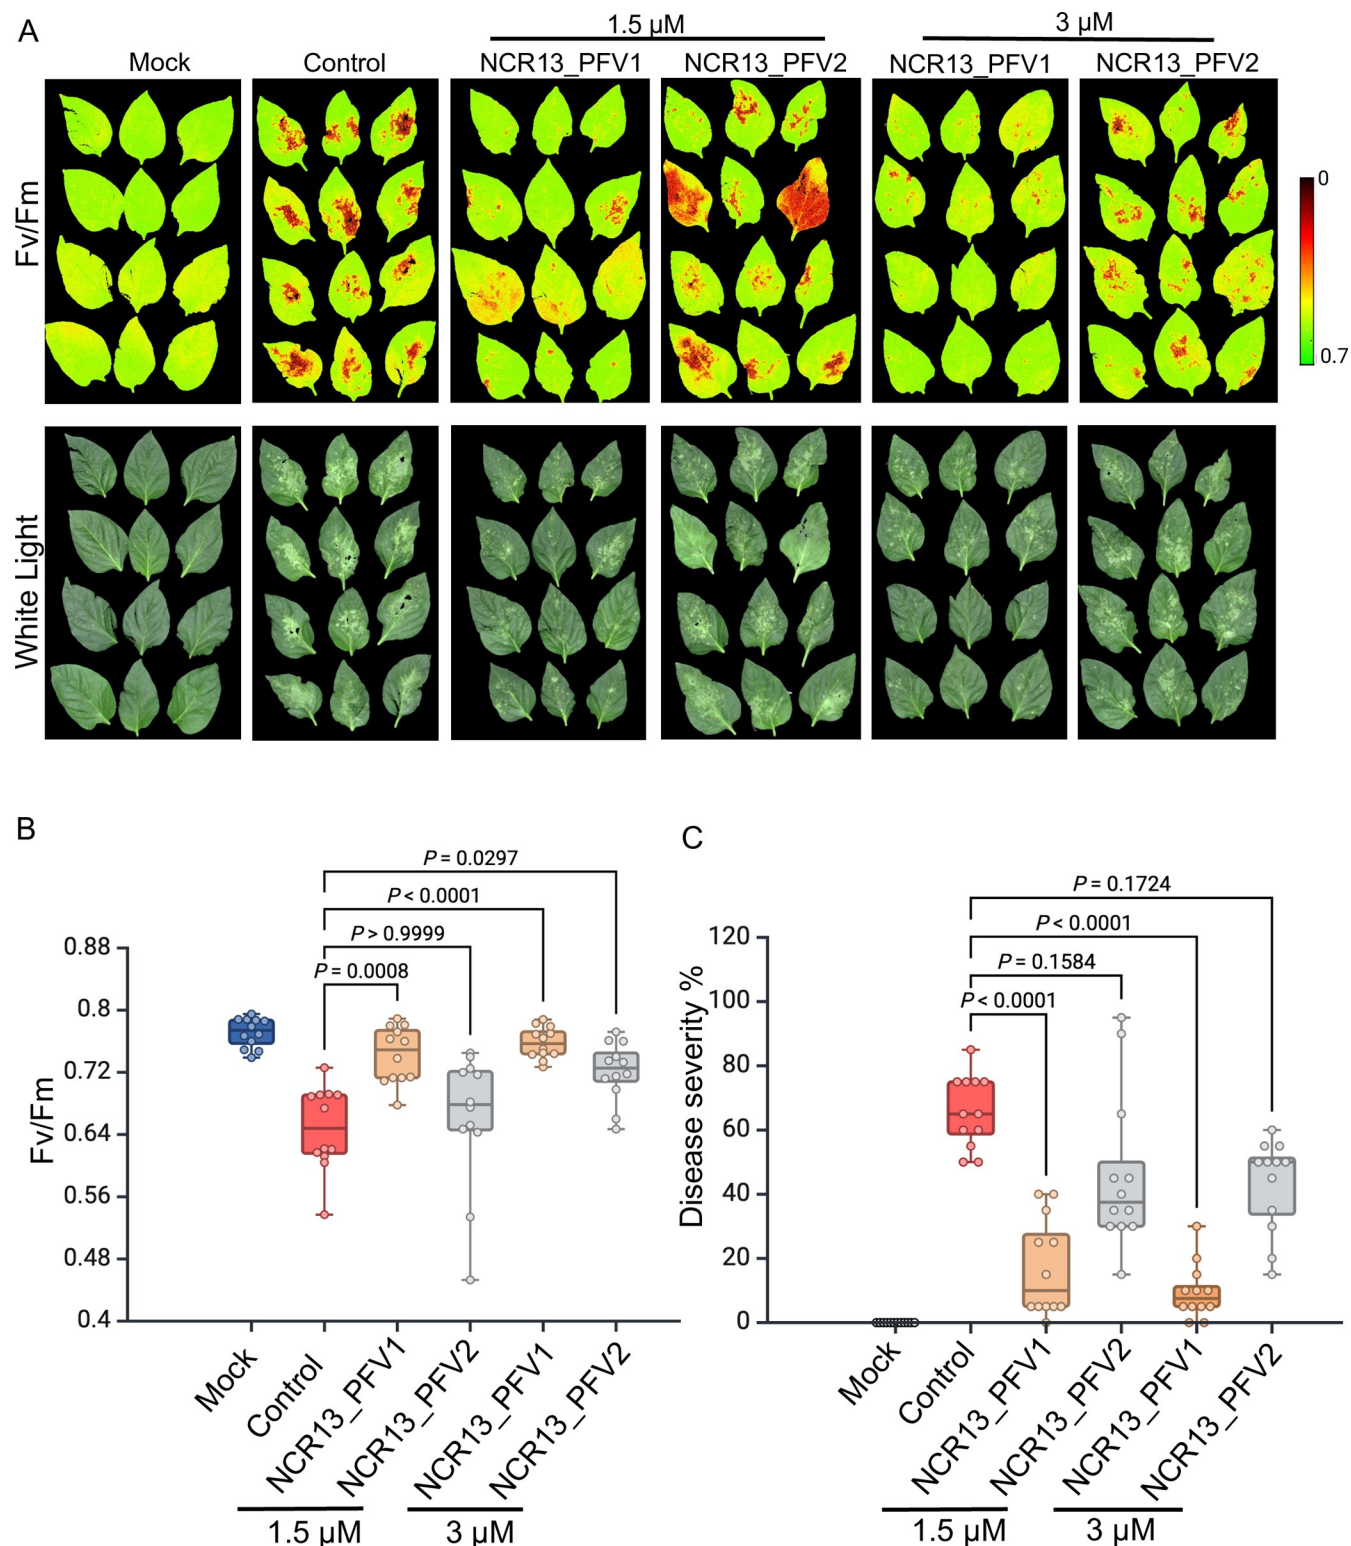 A
1.5 µM
3 µM
Mock
Control
NCR13_PFV1
NCR13_PFV2
NCR13_PFV1
NCR13_PFV2
Fv/Fm
0
0.7
White Light
B
P = 0.0297
P < 0.0001
P > 0.9999
P = 0.0008
0.88
0.8
0.72
0.64
0.56
0.48
0.4
Fv/Fm
Mock
Control
NCR13_PFV1
NCR13_PFV2
NCR13_PFV1
NCR13_PFV2
1.5 µM
3 µM
C
P = 0.1724
P < 0.0001
P = 0.1584
P < 0.0001
120
100
80
60
40
20
0
Disease severity %
Mock
Control
NCR13_PFV1
NCR13_PFV2
NCR13_PFV1
NCR13_PFV2
1.5 µM
3 µM